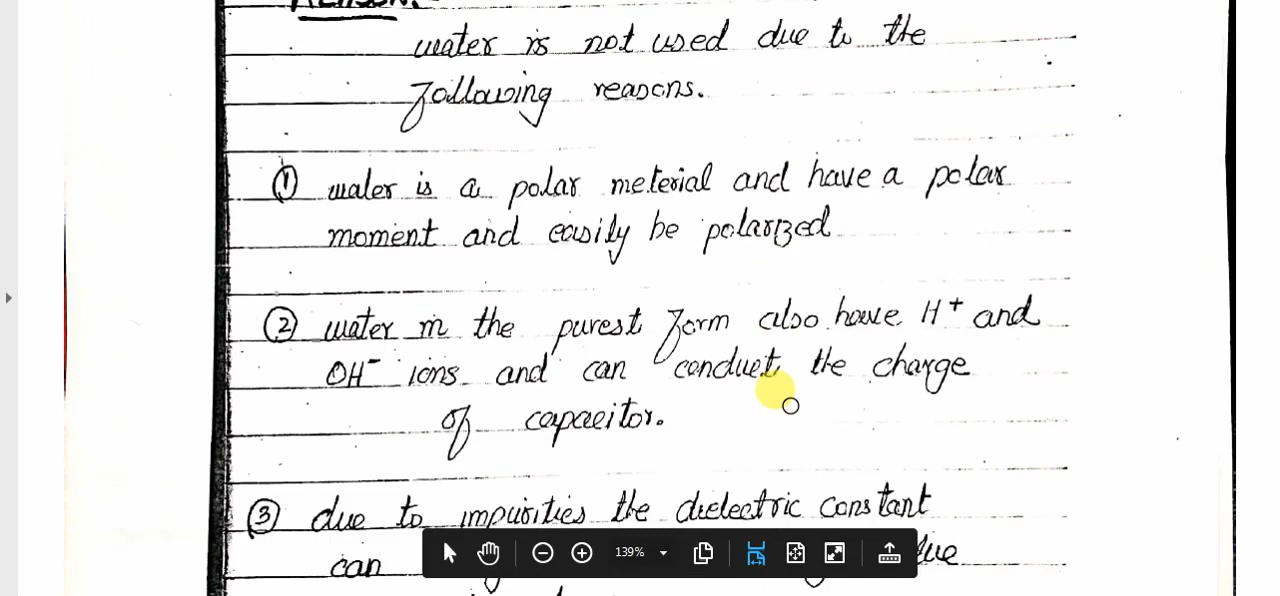 water is not used due to the
following reasons.
① water is a polar meterial and have a polar
moment and easily be polarized
② water in the purest form also have H⁺ and
OH⁻ ions and can conduct the charge
of capacitor.
③ due to impurities the dielectric constant
can
139%